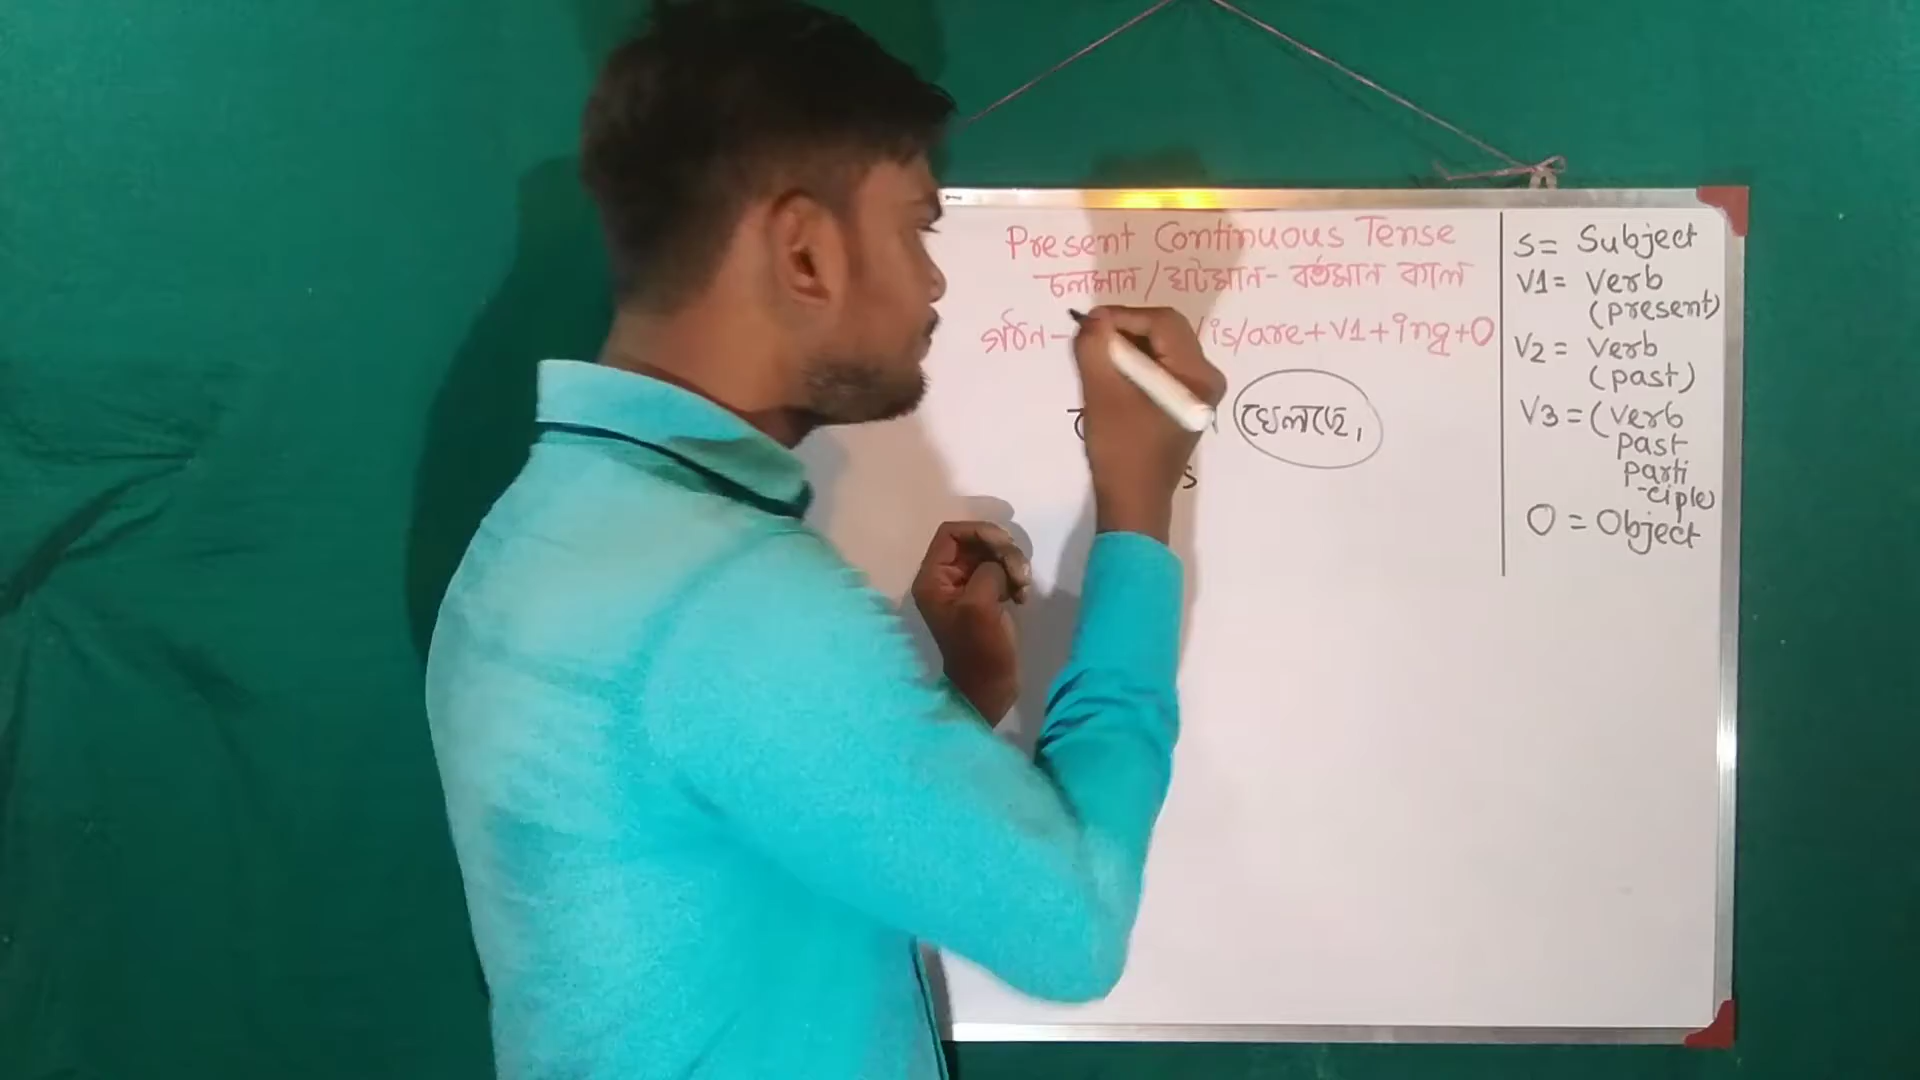 Present Continuous Tense
চলমান/ঘটমান- বর্তমান কাল
গঠন- /is/are+V1+ing+O
খেলছে,
S= Subject
V1= Verb
(present)
V2= Verb
(past)
V3=(Verb
past
parti
-ciple)
O = Object